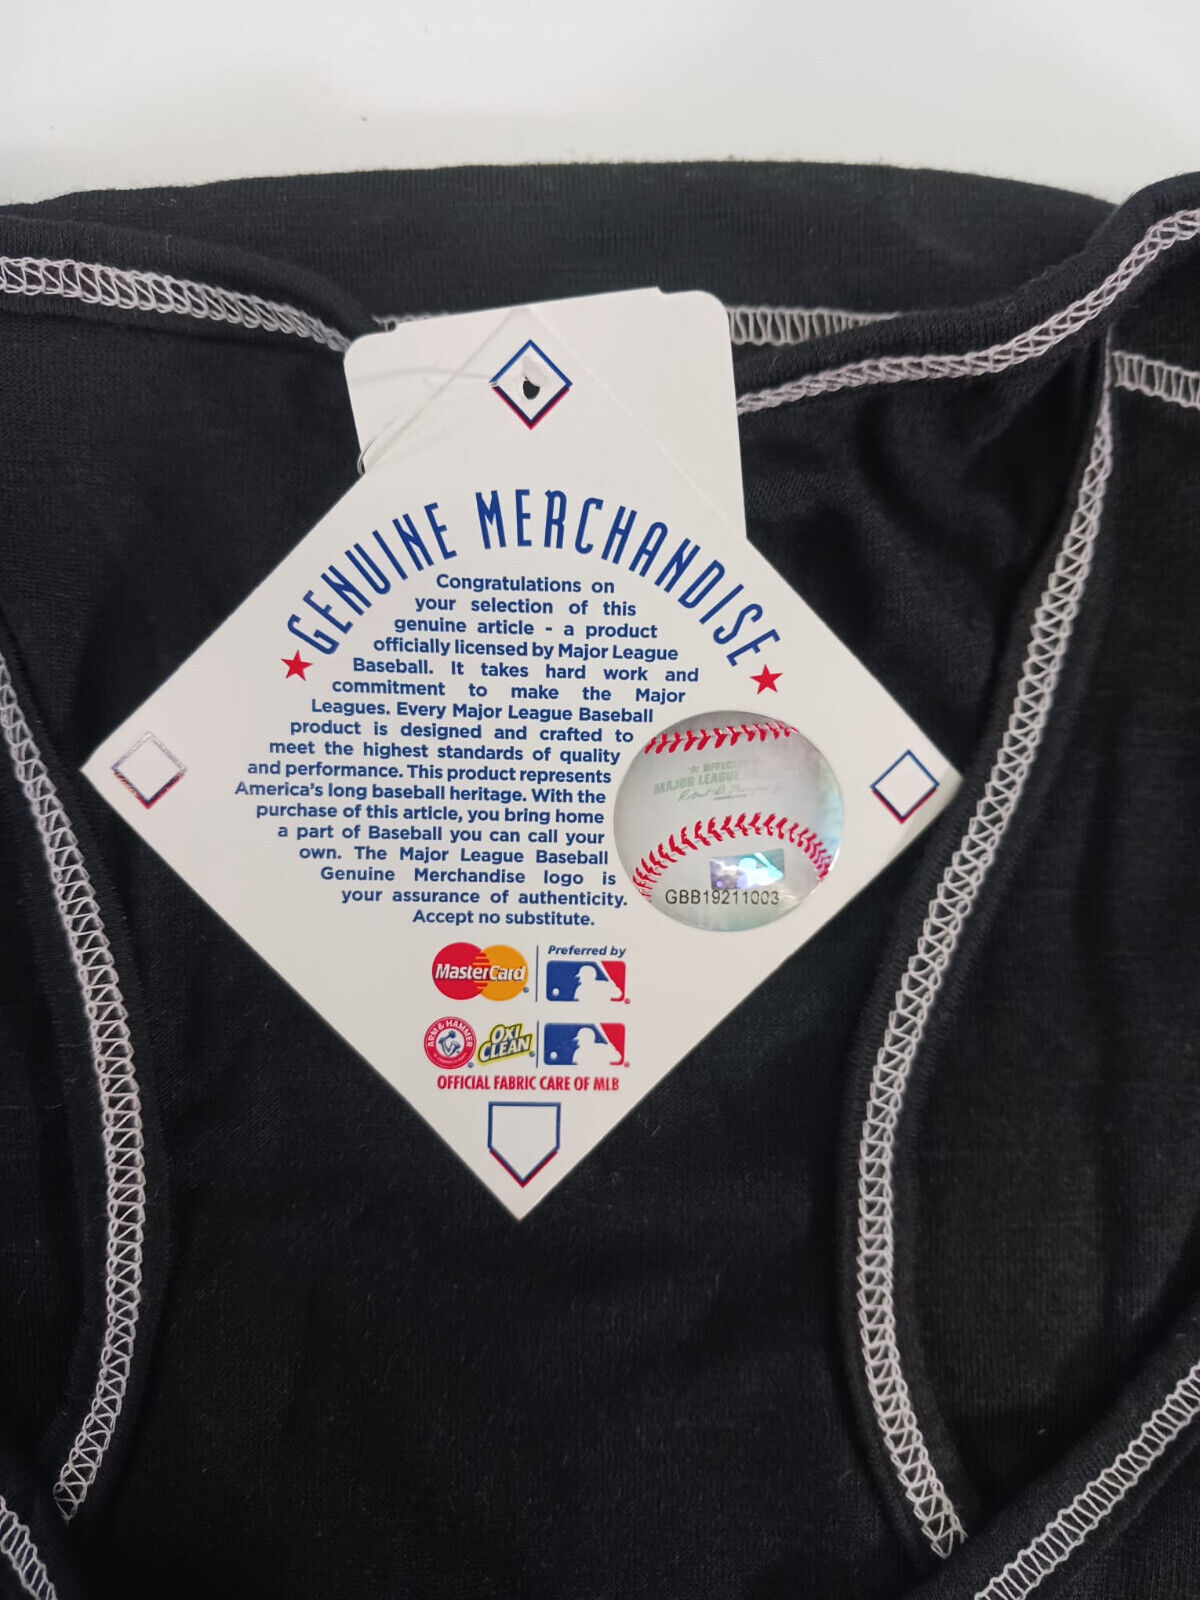 GENUINE MERCHANDISE
Congratulations on
your selection of this
genuine article - a product
officially licensed by Major League
Baseball. It takes hard work and
commitment to make the Major
Leagues. Every Major League Baseball
product is designed and crafted to
meet the highest standards of quality
and performance. This product represents
America's long baseball heritage. With the
purchase of this article, you bring home
a part of Baseball you can call your
own. The Major League Baseball
Genuine Merchandise logo is
your assurance of authenticity.
Accept no substitute.
OFFICIAL
MAJOR LEAGUE
GBB19211003
MasterCard
Preferred by
ARM & HAMMER
OXI
CLEAN
OFFICIAL FABRIC CARE OF MLB